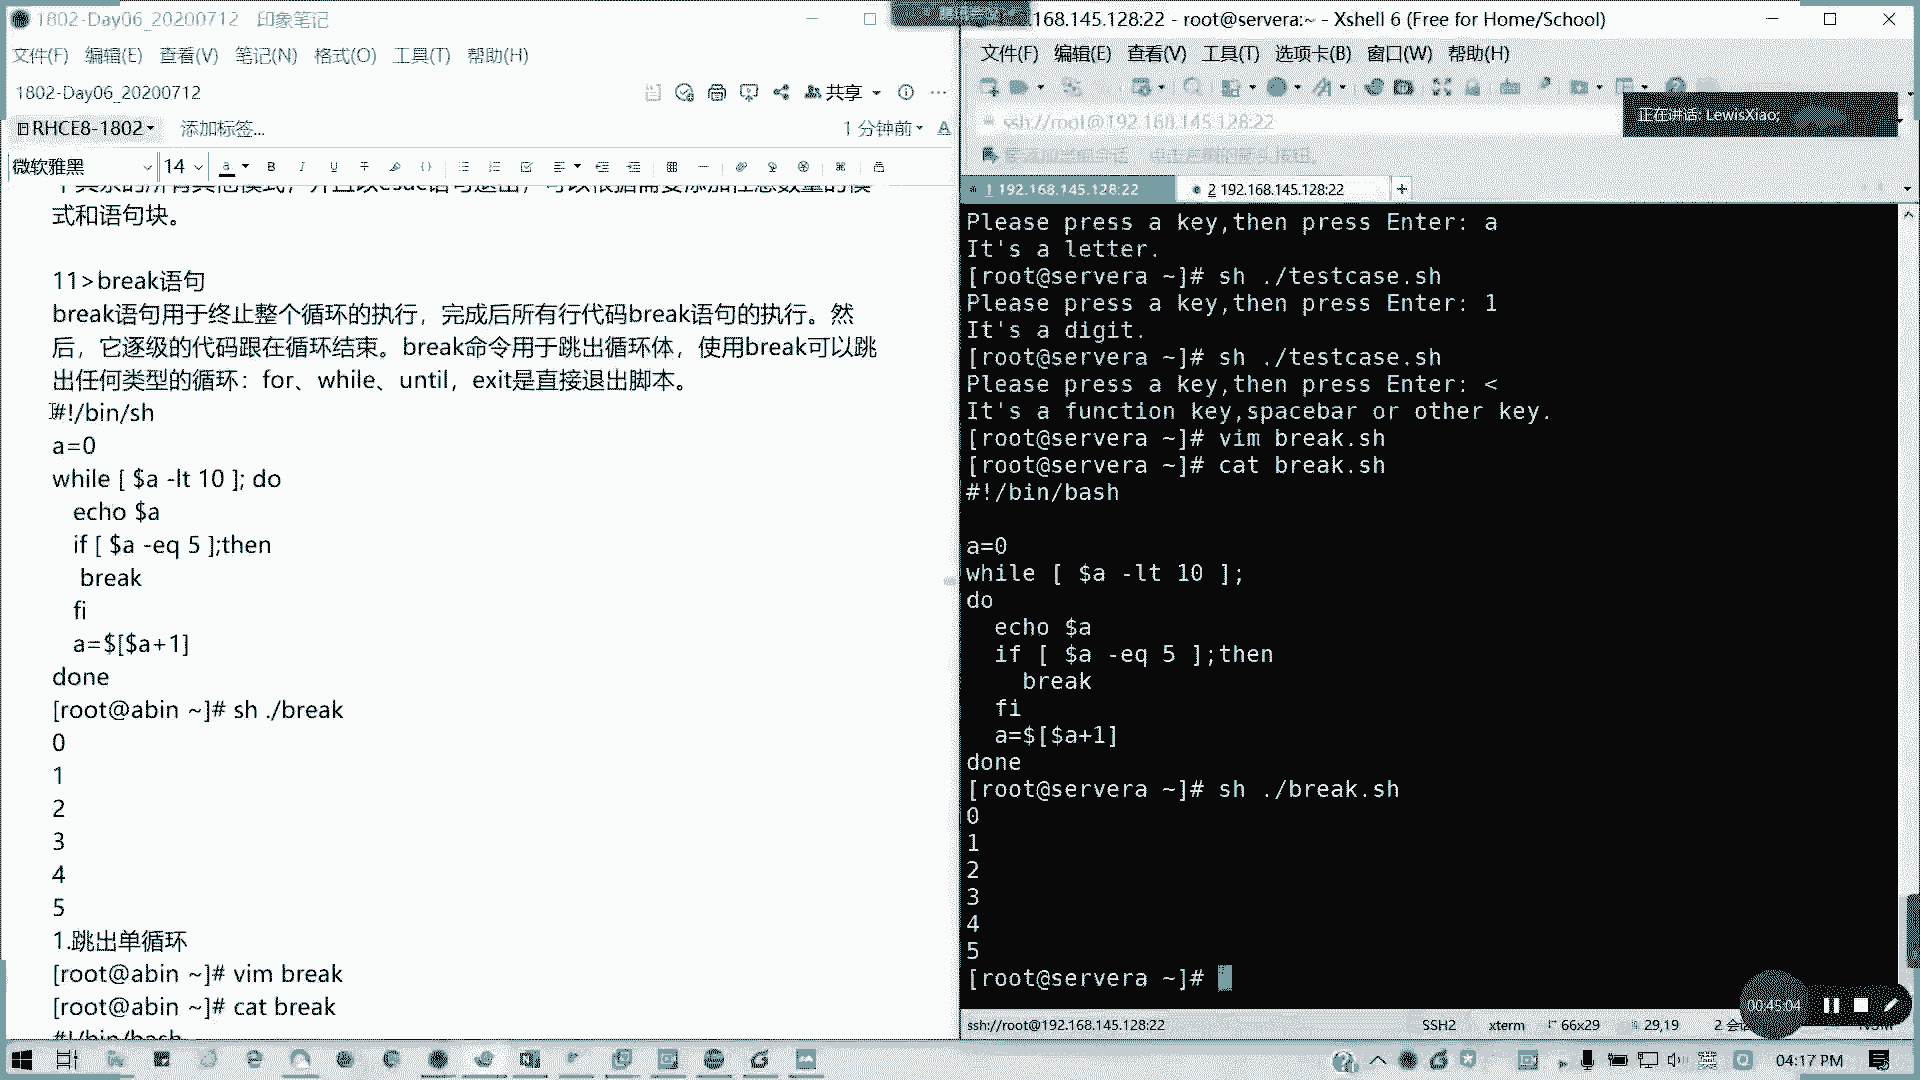 1802-Day06_20200712 印象笔记
文件(F) 编辑(E) 查看(V) 笔记(N) 格式(O) 工具(T) 帮助(H)
1802-Day06_20200712
共享
RHCE8-1802
添加标签...
1 分钟前
微软雅黑
14
式和语句块。
11>break语句
break语句用于终止整个循环的执行，完成后所有行代码break语句的执行。然
后，它逐级的代码跟在循环结束。break命令用于跳出循环体，使用break可以跳
出任何类型的循环：for、while、until，exit是直接退出脚本。
#!/bin/sh
a=0
while [ $a -lt 10 ]; do
echo $a
if [ $a -eq 5 ];then
break
fi
a=$[$a+1]
done
[root@abin ~]# sh ./break
0
1
2
3
4
5
1.跳出单循环
[root@abin ~]# vim break
[root@abin ~]# cat break
#!/bin/bash
168.145.128:22 - root@servera:~ - Xshell 6 (Free for Home/School)
文件(F) 编辑(E) 查看(V) 工具(T) 选项卡(B) 窗口(W) 帮助(H)
ssh://root@192.168.145.128:22
正在讲话: LewisXiao;
1 192.168.145.128:22
2 192.168.145.128:22
Please press a key,then press Enter: a
It's a letter.
[root@servera ~]# sh ./testcase.sh
Please press a key,then press Enter: 1
It's a digit.
[root@servera ~]# sh ./testcase.sh
Please press a key,then press Enter: <
It's a function key,spacebar or other key.
[root@servera ~]# vim break.sh
[root@servera ~]# cat break.sh
#!/bin/bash
a=0
while [ $a -lt 10 ];
do
echo $a
if [ $a -eq 5 ];then
break
fi
a=$[$a+1]
done
[root@servera ~]# sh ./break.sh
0
1
2
3
4
5
[root@servera ~]#
00:45:04
ssh://root@192.168.145.128:22
SSH2
xterm
66x29
29,19
04:17 PM